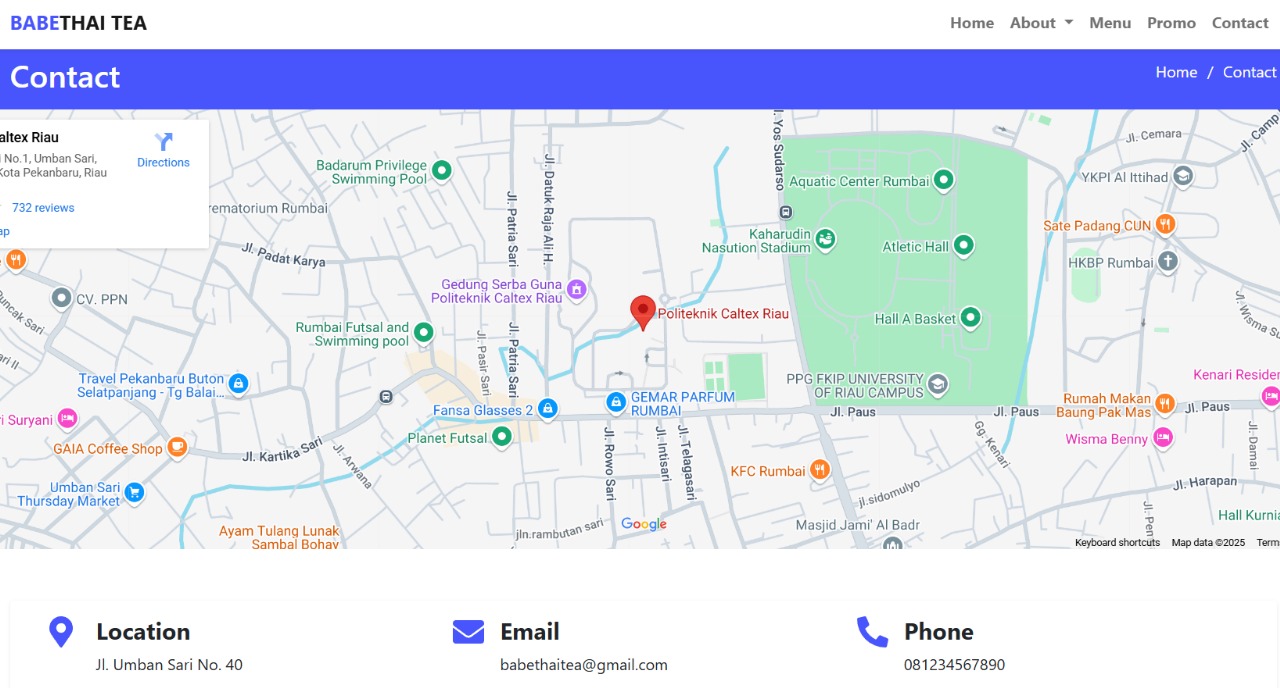 BABETHAI TEA
Home About Menu Promo Contact
Contact
Home / Contact
altex Riau
No.1, Umban Sari,
Kota Pekanbaru, Riau
Directions
732 reviews
ap
Badarum Privilege
Swimming Pool
rematorium Rumbai
Jl. Padat Karya
Jl. Patria Sari
Jl. Datuk Raja Ali H.
Jl. Yos Sudarso
Aquatic Center Rumbai
Kaharudin
Nasution Stadium
Atletic Hall
Hall A Basket
Jl. Cemara
Jl. Camp
YKPI Al Ittihad
Sate Padang CUN
HKBP Rumbai
Jl. Wisma Su
CV. PPN
Puncak Sari
Gedung Serba Guna
Politeknik Caltex Riau
Politeknik Caltex Riau
Rumbai Futsal and
Swimming pool
Jl. Pasir Sari
Jl. Patria Sari
Travel Pekanbaru Buton
Selatpanjang - Tg Balai...
Fansa Glasses 2
GEMAR PARFUM
RUMBAI
PPG FKIP UNIVERSITY
OF RIAU CAMPUS
Kenari Resider
Rumah Makan
Baung Pak Mas
Jl. Paus
Jl. Paus
Jl. Paus
i Suryani
GAIA Coffee Shop
Planet Futsal
Wisma Benny
Jl. Kartika Sari
Jl. Arwana
Jl. Rowo Sari
Jl. Intisari
Jl. Telagasari
KFC Rumbai
Gg. Kenari
Jl. Damai
Umban Sari
Thursday Market
jl.sidomulyo
Jl. Harapan
Jl. Pem
Hall Kurnia
Ayam Tulang Lunak
Sambal Bohay
jln.rambutan sari
Google
Masjid Jami' Al Badr
Keyboard shortcuts Map data ©2025 Term
Location
Jl. Umban Sari No. 40
Email
babethaitea@gmail.com
Phone
081234567890